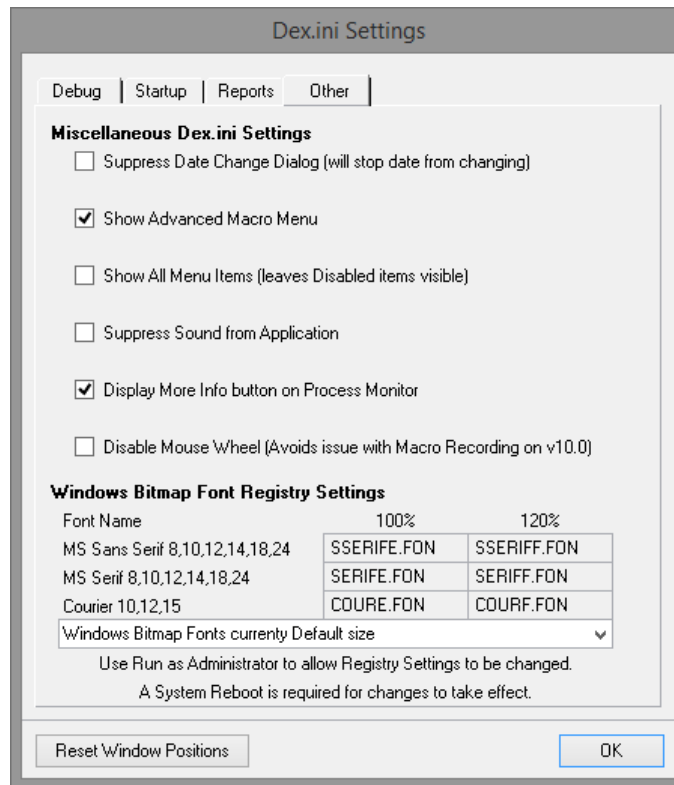 Dex.ini Settings
Debug Startup Reports Other
Miscellaneous Dex.ini Settings
Suppress Date Change Dialog (will stop date from changing)
Show Advanced Macro Menu
Show All Menu Items (leaves Disabled items visible)
Suppress Sound from Application
Display More Info button on Process Monitor
Disable Mouse Wheel (Avoids issue with Macro Recording on v10.0)
Windows Bitmap Font Registry Settings
Font Name 100% 120%
MS Sans Serif 8,10,12,14,18,24 SSERIFE.FON SSERIFF.FON
MS Serif 8,10,12,14,18,24 SERIFE.FON SERIFF.FON
Courier 10,12,15 COURE.FON COURF.FON
Windows Bitmap Fonts currenty Default size
Use Run as Administrator to allow Registry Settings to be changed.
A System Reboot is required for changes to take effect.
Reset Window Positions OK